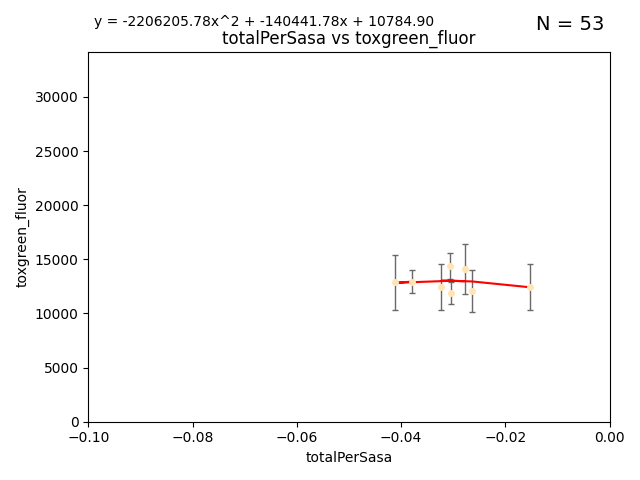 y = -2206205.78x^2 + -140441.78x + 10784.90
N = 53
totalPerSasa vs toxgreen_fluor
30000
25000
20000
15000
10000
5000
0
toxgreen_fluor
−0.10
−0.08
−0.06
−0.04
−0.02
0.00
totalPerSasa